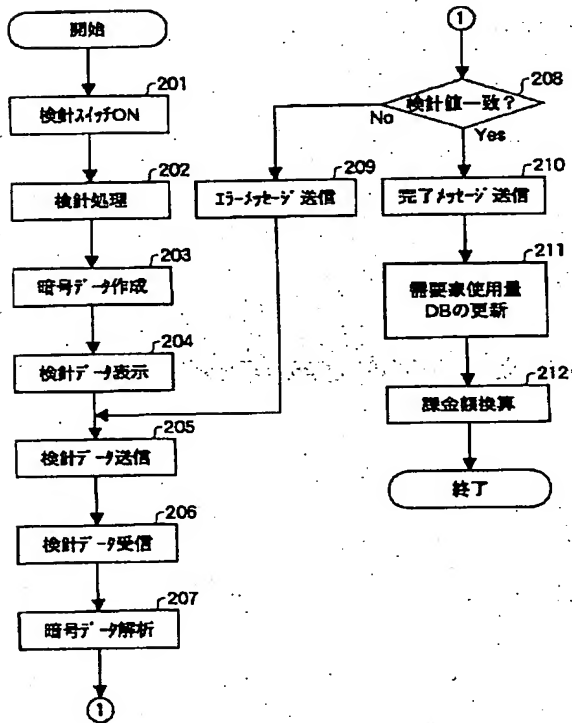 開始
201
検針スイッチON
202
検針処理
203
暗号データ作成
204
検針データ表示
205
検針データ送信
206
検針データ受信
207
暗号データ解析
①
①
208
検針値一致?
No
Yes
209
エラーメッセージ送信
210
完了メッセージ送信
211
需要家使用量
DBの更新
212
課金額換算
終了